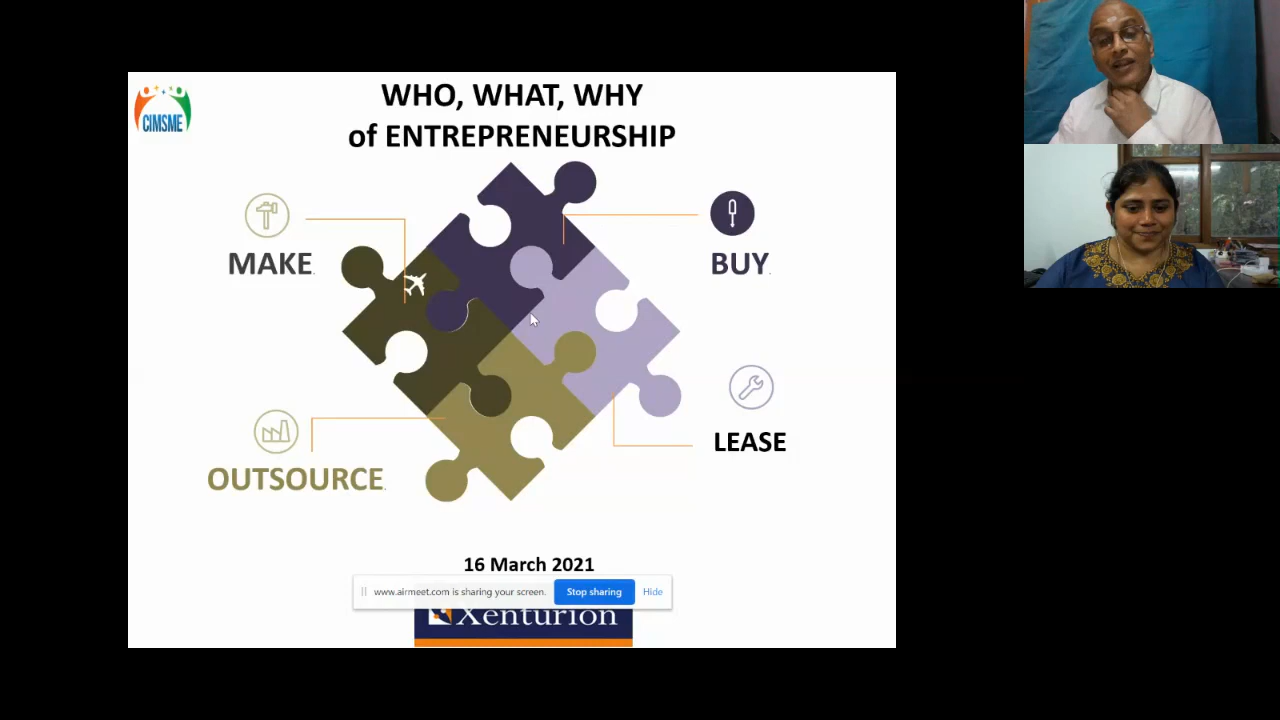 WHO, WHAT, WHY
of ENTREPRENEURSHIP
CIMSME
MAKE.
BUY.
OUTSOURCE.
LEASE
16 March 2021
www.airmeet.com is sharing your screen.
Stop sharing
Hide
Xenturion